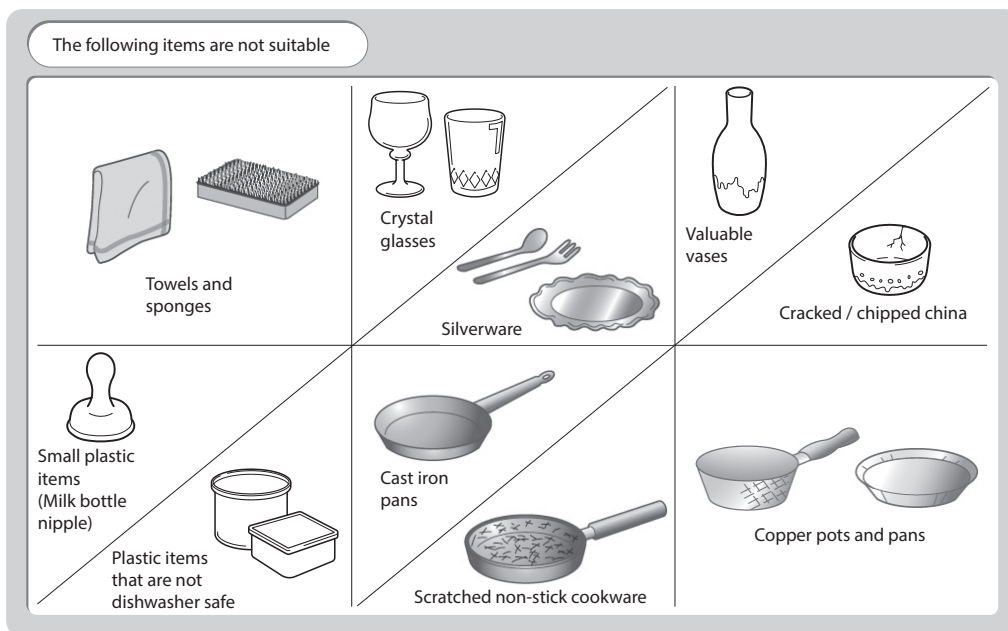 The following items are not suitable
Towels and
sponges
Crystal
glasses
Silverware
Valuable
vases
Cracked / chipped china
Small plastic
items
(Milk bottle
nipple)
Plastic items
that are not
dishwasher safe
Cast iron
pans
Scratched non-stick cookware
Copper pots and pans